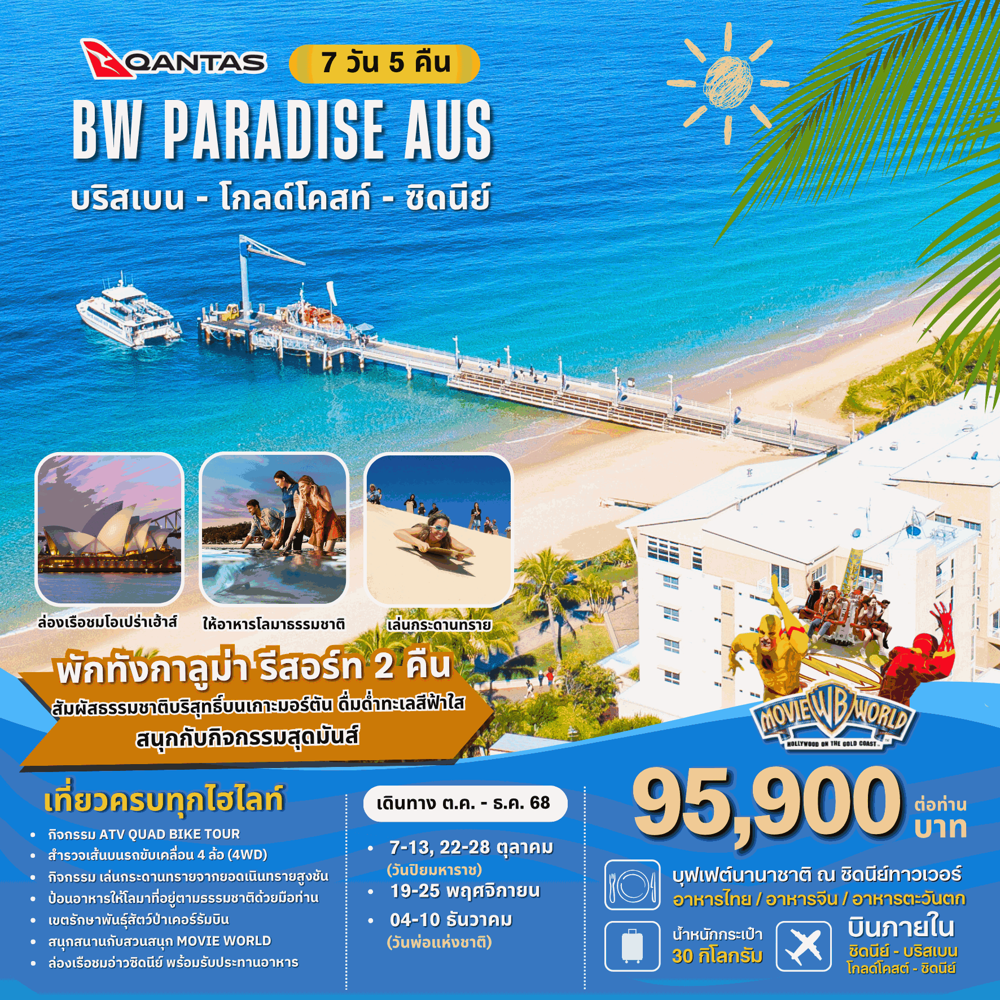 QANTAS
7 วัน 5 คืน
BW PARADISE AUS
บริสเบน - โกลด์โคสท์ - ซิดนีย์
ล่องเรือชมโอเปร่าเฮ้าส์
ให้อาหารโลมาธรรมชาติ
เล่นกระดานทราย
พักทังกาลูม่า รีสอร์ท 2 คืน
สัมผัสธรรมชาติบริสุทธิ์บนเกาะมอร์ตัน ดื่มด่ำทะเลสีฟ้าใส
สนุกกับกิจกรรมสุดมันส์
MOVIE WB WORLD
HOLLYWOOD ON THE GOLD COAST™
เที่ยวครบทุกไฮไลท์
• กิจกรรม ATV QUAD BIKE TOUR
• สำรวจเส้นบนรถขับเคลื่อน 4 ล้อ (4WD)
• กิจกรรม เล่นกระดานทรายจากยอดเนินทรายสูงชัน
• ป้อนอาหารให้โลมาที่อยู่ตามธรรมชาติด้วยมือท่าน
• เขตรักษาพันธุ์สัตว์ป่าเคอร์รัมบิน
• สนุกสนานกับสวนสนุก MOVIE WORLD
• ล่องเรือชมอ่าวซิดนีย์ พร้อมรับประทานอาหาร
เดินทาง ต.ค. - ธ.ค. 68
• 7-13, 22-28 ตุลาคม
(วันปิยมหาราช)
• 19-25 พฤศจิกายน
• 04-10 ธันวาคม
(วันพ่อแห่งชาติ)
95,900
ต่อท่าน
บาท
บุฟเฟต์นานาชาติ ณ ซิดนีย์ทาวเวอร์
อาหารไทย / อาหารจีน / อาหารตะวันตก
น้ำหนักกระเป๋า
30 กิโลกรัม
บินภายใน
ซิดนีย์ - บริสเบน
โกลด์โคสต์ - ซิดนีย์